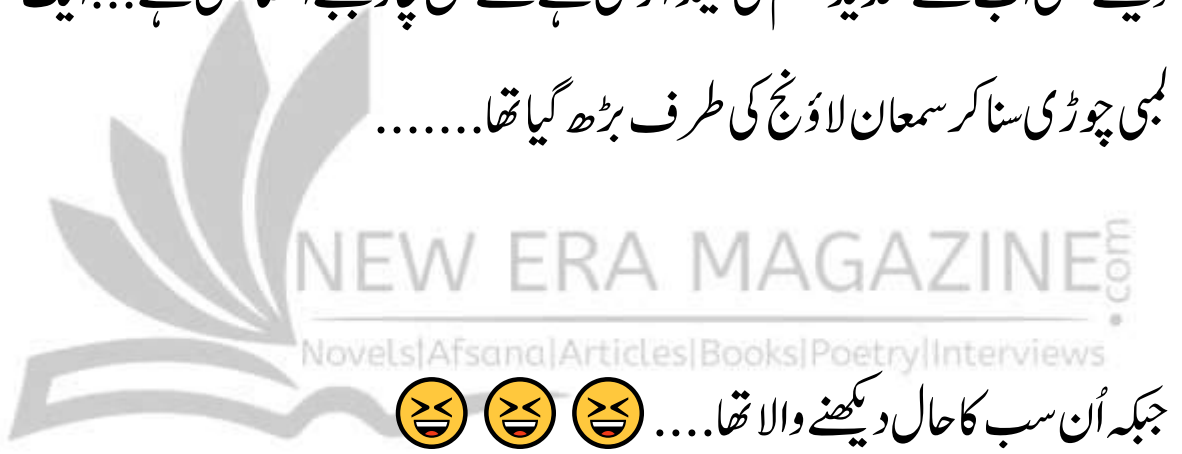 لمبی چوڑی سنا کر سمعان لاؤنج کی طرف بڑھ گیا تھا.......
NEW ERA MAGAZINE.com
Novels|Afsana|Articles|Books|Poetry|Interviews
جبکہ اُن سب کا حال دیکھنے والا تھا.... 😆 😆 😆